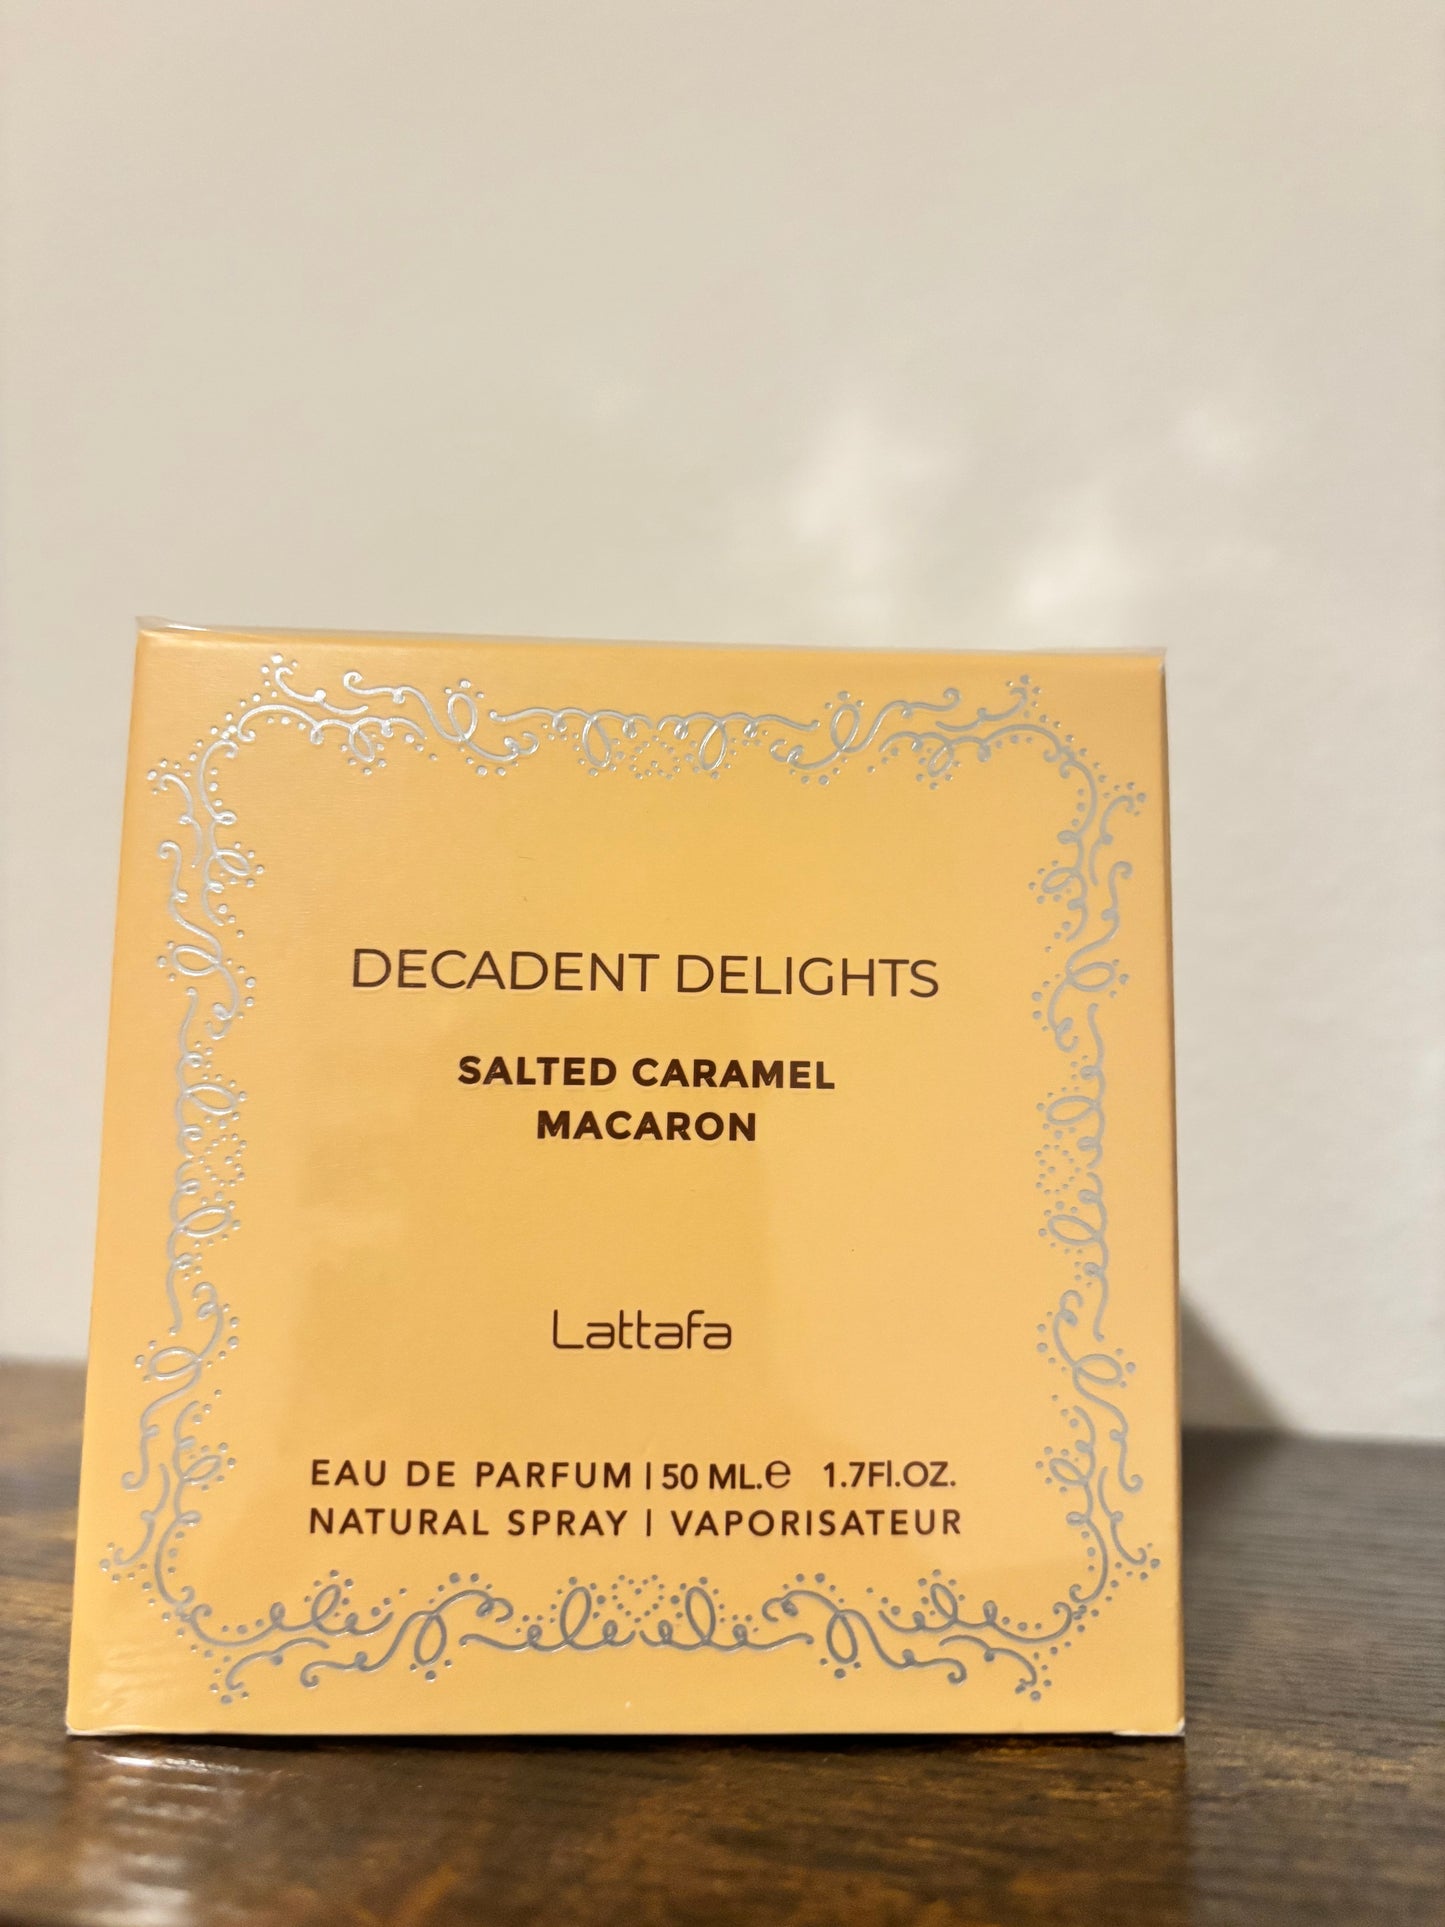 DECADENT DELIGHTS
SALTED CARAMEL
MACARON
Lattafa
EAU DE PARFUM | 50 ML.e 1.7Fl.OZ.
NATURAL SPRAY | VAPORISATEUR